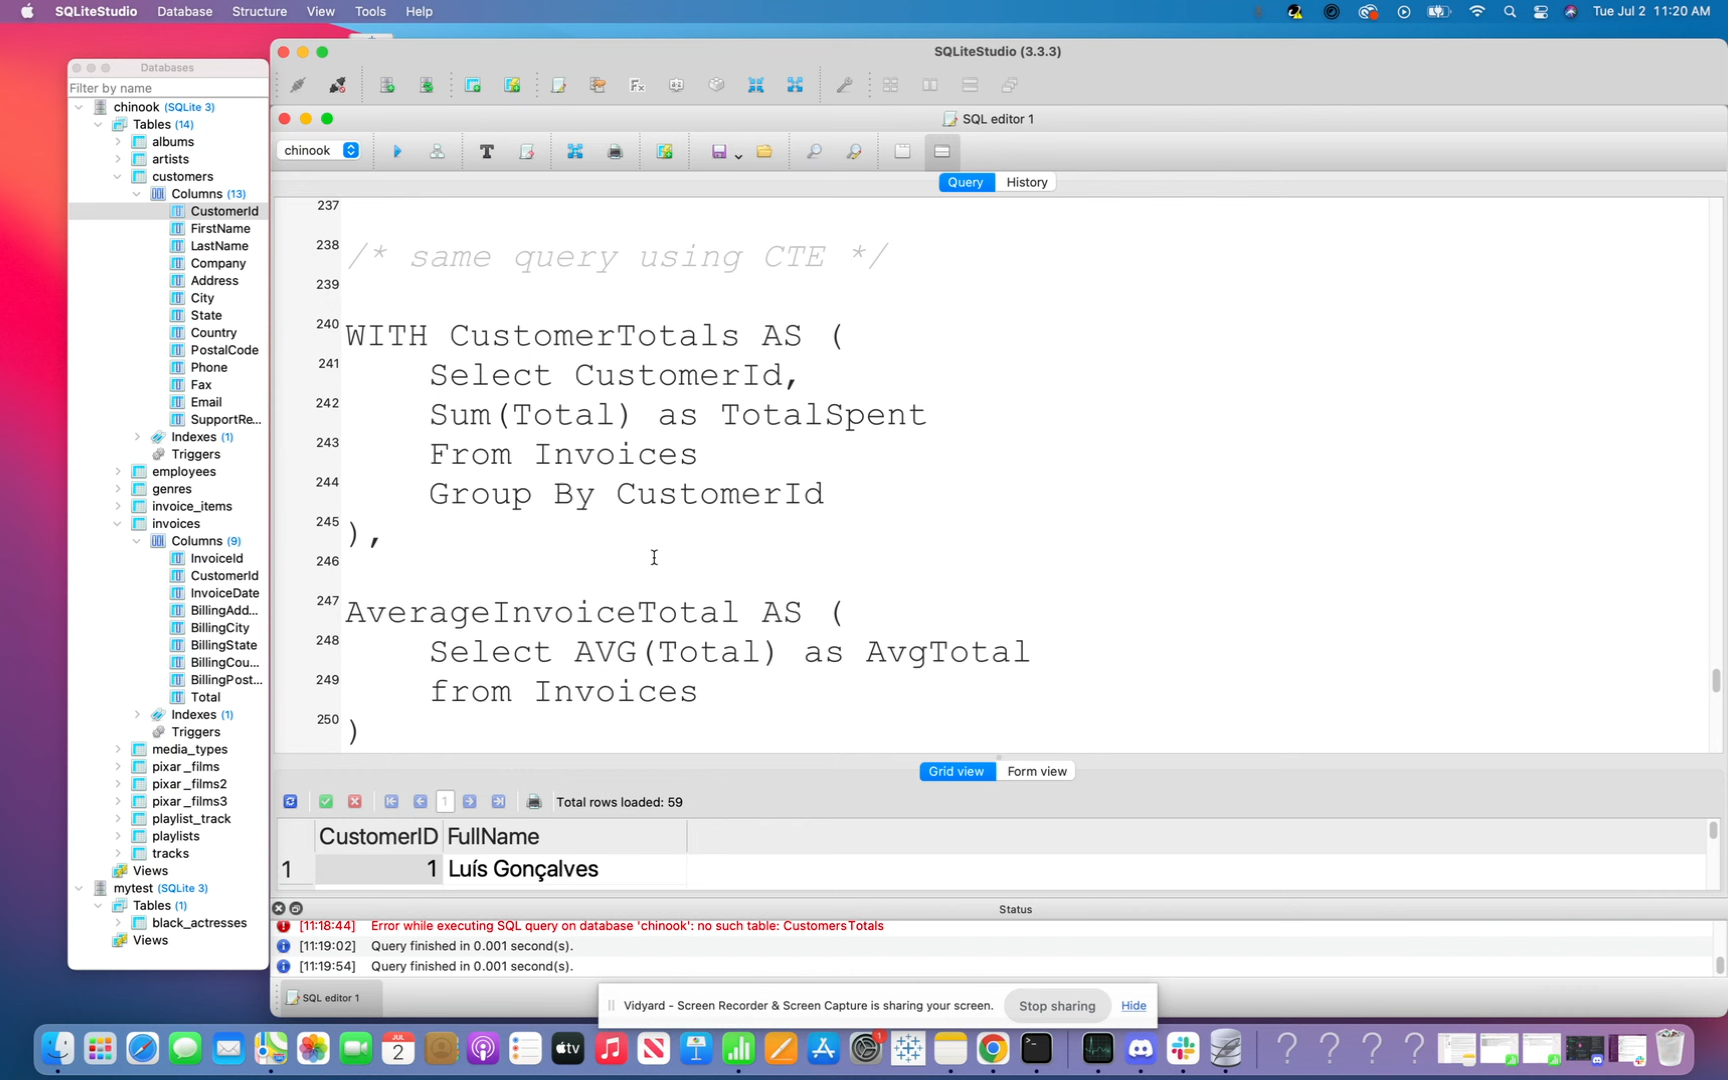 SQLiteStudio Database Structure View Tools Help
Tue Jul 2 11:20 AM
Databases
Filter by name
chinook (SQLite 3)
Tables (14)
albums
artists
customers
Columns (13)
CustomerId
FirstName
LastName
Company
Address
City
State
Country
PostalCode
Phone
Fax
Email
SupportRe...
Indexes (1)
Triggers
employees
genres
invoice_items
invoices
Columns (9)
InvoiceId
CustomerId
InvoiceDate
BillingAdd...
BillingCity
BillingState
BillingCou...
BillingPost...
Total
Indexes (1)
Triggers
media_types
pixar_films
pixar_films2
pixar_films3
playlist_track
playlists
tracks
Views
mytest (SQLite 3)
Tables (1)
black_actresses
Views
SQLiteStudio (3.3.3)
SQL editor 1
chinook
Query History
237
238 /* same query using CTE */
239
240 WITH CustomerTotals AS (
241 Select CustomerId,
242 Sum(Total) as TotalSpent
243 From Invoices
244 Group By CustomerId
245 ),
246
247 AverageInvoiceTotal AS (
248 Select AVG(Total) as AvgTotal
249 from Invoices
250 )
Grid view Form view
1 Total rows loaded: 59
CustomerID FullName
1 1 Luís Gonçalves
Status
[11:18:44] Error while executing SQL query on database 'chinook': no such table: CustomersTotals
[11:19:02] Query finished in 0.001 second(s).
[11:19:54] Query finished in 0.001 second(s).
SQL editor 1
Vidyard - Screen Recorder & Screen Capture is sharing your screen. Stop sharing Hide
JUL
2
tv
1